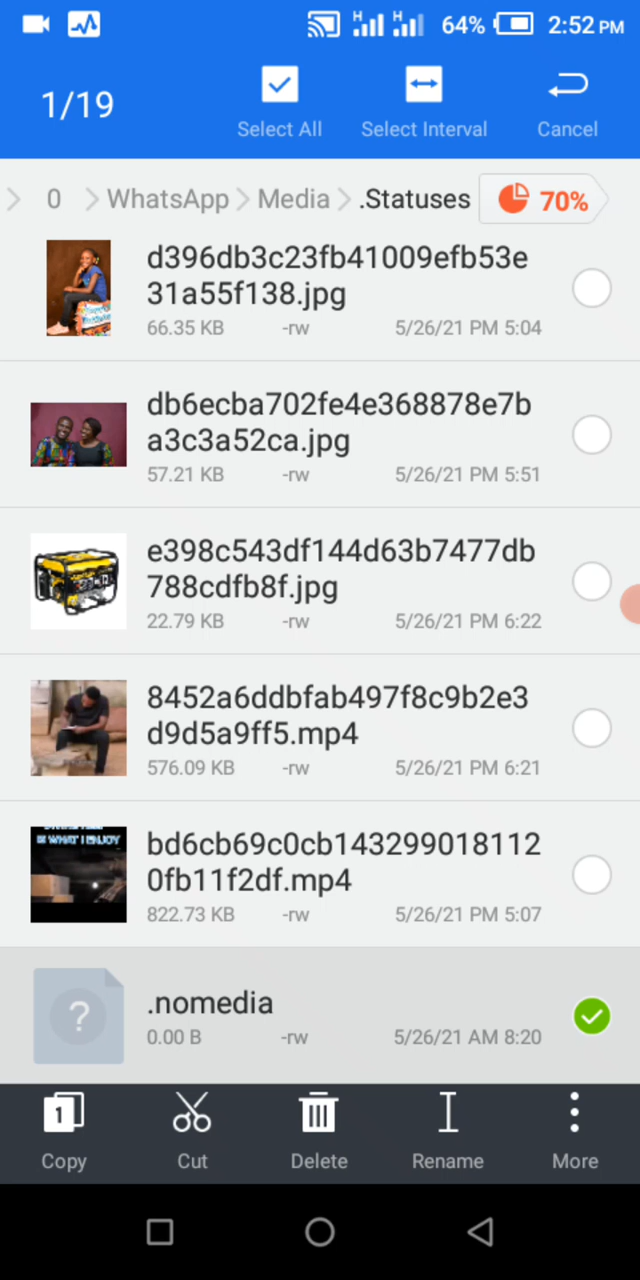 H H 64% 2:52 PM
1/19
Select All Select Interval Cancel
0 WhatsApp Media .Statuses 70%
d396db3c23fb41009efb53e
31a55f138.jpg
66.35 KB -rw 5/26/21 PM 5:04
db6ecba702fe4e368878e7b
a3c3a52ca.jpg
57.21 KB -rw 5/26/21 PM 5:51
e398c543df144d63b7477db
788cdfb8f.jpg
22.79 KB -rw 5/26/21 PM 6:22
8452a6ddbfab497f8c9b2e3
d9d5a9ff5.mp4
576.09 KB -rw 5/26/21 PM 6:21
IS WHAT I ENJOY
bd6cb69c0cb143299018112
0fb11f2df.mp4
822.73 KB -rw 5/26/21 PM 5:07
?
.nomedia
0.00 B -rw 5/26/21 AM 8:20
1
Copy Cut Delete Rename More